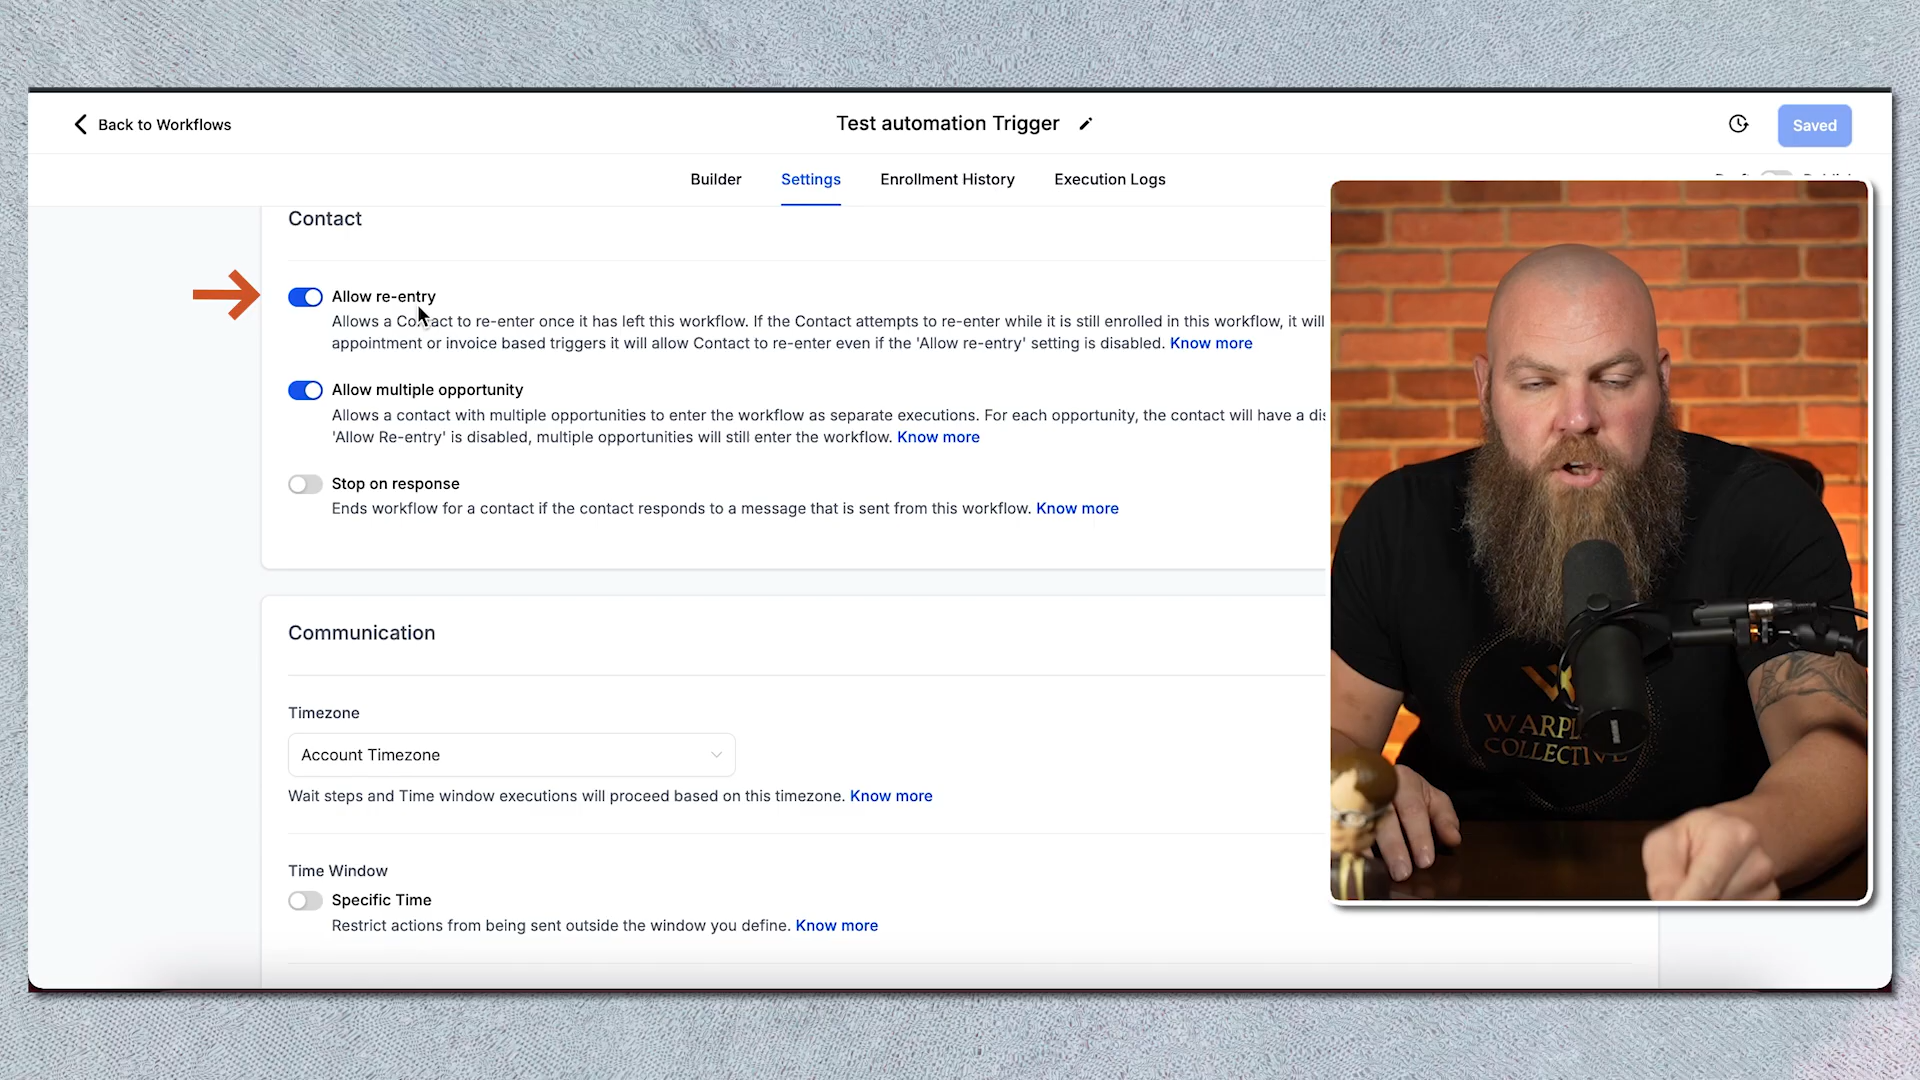 Back to Workflows
Test automation Trigger
Saved
Builder
Settings
Enrollment History
Execution Logs
Contact
Allow re-entry
Allows a Contact to re-enter once it has left this workflow. If the Contact attempts to re-enter while it is still enrolled in this workflow, it will
appointment or invoice based triggers it will allow Contact to re-enter even if the 'Allow re-entry' setting is disabled. Know more
Allow multiple opportunity
Allows a contact with multiple opportunities to enter the workflow as separate executions. For each opportunity, the contact will have a
'Allow Re-entry' is disabled, multiple opportunities will still enter the workflow. Know more
Stop on response
Ends workflow for a contact if the contact responds to a message that is sent from this workflow. Know more
Communication
Timezone
Account Timezone
Wait steps and Time window executions will proceed based on this timezone. Know more
Time Window
Specific Time
Restrict actions from being sent outside the window you define. Know more
COLLECTIVE